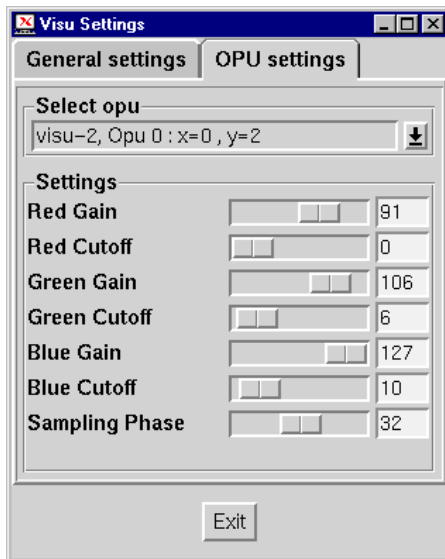 Visu Settings
General settings OPU settings
Select opu
visu-2, Opu 0 : x=0 , y=2
Settings
Red Gain 91
Red Cutoff 0
Green Gain 106
Green Cutoff 6
Blue Gain 127
Blue Cutoff 10
Sampling Phase 32
Exit